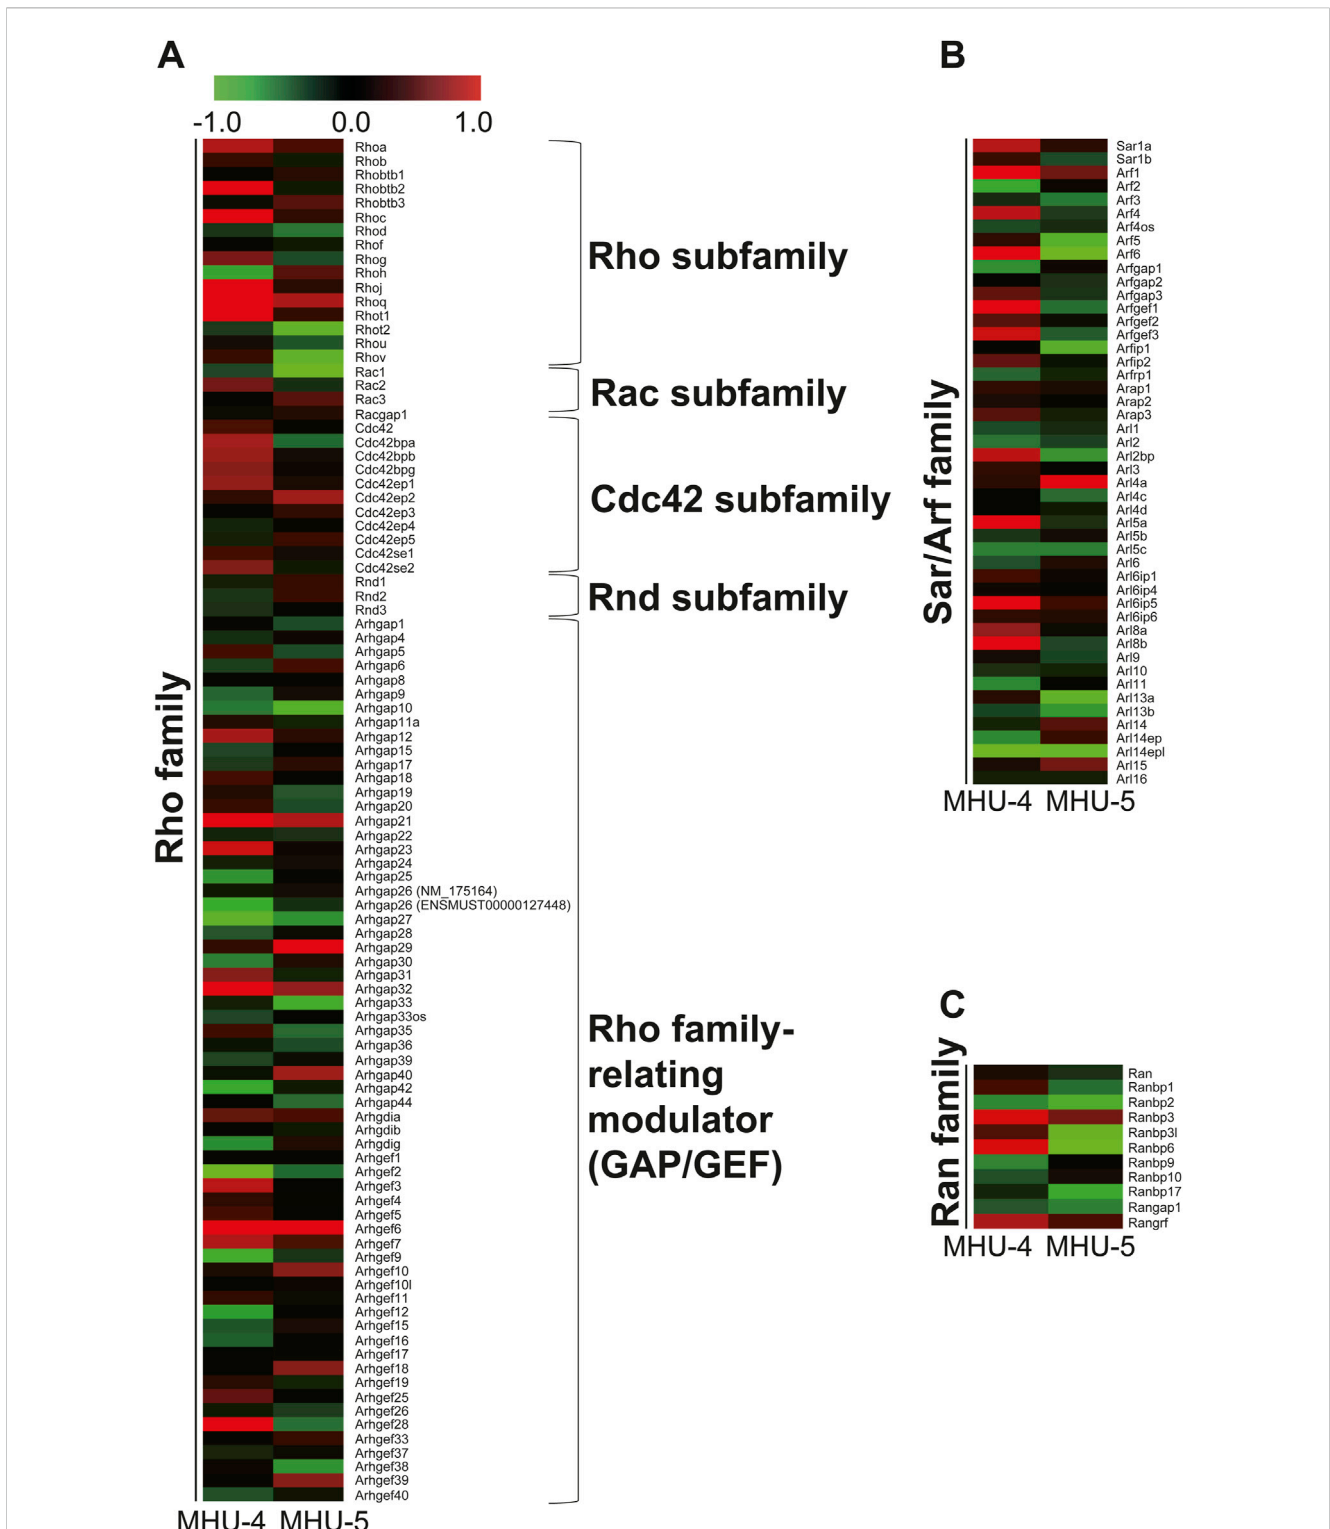 A
-1.0 0.0 1.0
Rho family
Rhoa
Rhob
Rhobtb1
Rhobtb2
Rhobtb3
Rhoc
Rhod
Rhof
Rhog
Rhoh
Rhoj
Rhoq
Rhot1
Rhot2
Rhou
Rhov
Rac1
Rac2
Rac3
Racgap1
Cdc42
Cdc42bpa
Cdc42bpb
Cdc42bpg
Cdc42ep1
Cdc42ep2
Cdc42ep3
Cdc42ep4
Cdc42ep5
Cdc42se1
Cdc42se2
Rnd1
Rnd2
Rnd3
Arhgap1
Arhgap4
Arhgap5
Arhgap6
Arhgap8
Arhgap9
Arhgap10
Arhgap11a
Arhgap12
Arhgap15
Arhgap17
Arhgap18
Arhgap19
Arhgap20
Arhgap21
Arhgap22
Arhgap23
Arhgap24
Arhgap25
Arhgap26 (NM_175164)
Arhgap26 (ENSMUST00000127448)
Arhgap27
Arhgap28
Arhgap29
Arhgap30
Arhgap31
Arhgap32
Arhgap33
Arhgap33os
Arhgap35
Arhgap36
Arhgap39
Arhgap40
Arhgap42
Arhgap44
Arhgdia
Arhgdib
Arhgdig
Arhgef1
Arhgef2
Arhgef3
Arhgef4
Arhgef5
Arhgef6
Arhgef7
Arhgef9
Arhgef10
Arhgef10l
Arhgef11
Arhgef12
Arhgef15
Arhgef16
Arhgef17
Arhgef18
Arhgef19
Arhgef25
Arhgef26
Arhgef28
Arhgef33
Arhgef37
Arhgef38
Arhgef39
Arhgef40
MHU-4 MHU-5
Rho subfamily
Rac subfamily
Cdc42 subfamily
Rnd subfamily
Rho family-
relating
modulator
(GAP/GEF)
B
Sar/Arf family
Sar1a
Sar1b
Arf1
Arf2
Arf3
Arf4
Arf4os
Arf5
Arf6
Arfgap1
Arfgap2
Arfgap3
Arfgef1
Arfgef2
Arfgef3
Arfip1
Arfip2
Arfrp1
Arap1
Arap2
Arap3
Arl1
Arl2
Arl2bp
Arl3
Arl4a
Arl4c
Arl4d
Arl5a
Arl5b
Arl5c
Arl6
Arl6ip1
Arl6ip4
Arl6ip5
Arl6ip6
Arl8a
Arl8b
Arl9
Arl10
Arl11
Arl13a
Arl13b
Arl14
Arl14ep
Arl14epl
Arl15
Arl16
MHU-4 MHU-5
C
Ran family
Ran
Ranbp1
Ranbp2
Ranbp3
Ranbp3l
Ranbp6
Ranbp9
Ranbp10
Ranbp17
Rangap1
Rangrf
MHU-4 MHU-5